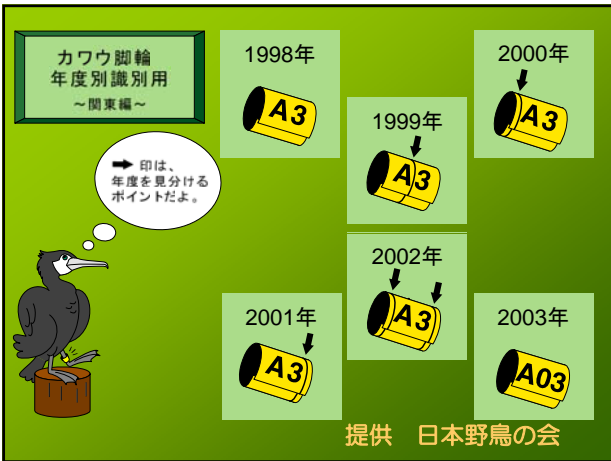 カワウ脚輪
年度別識別用
～関東編～
➡ 印は、
年度を見分ける
ポイントだよ。
1998年
A3
1999年
A3
2000年
A3
2001年
A3
2002年
A3
2003年
A03
提供　日本野鳥の会